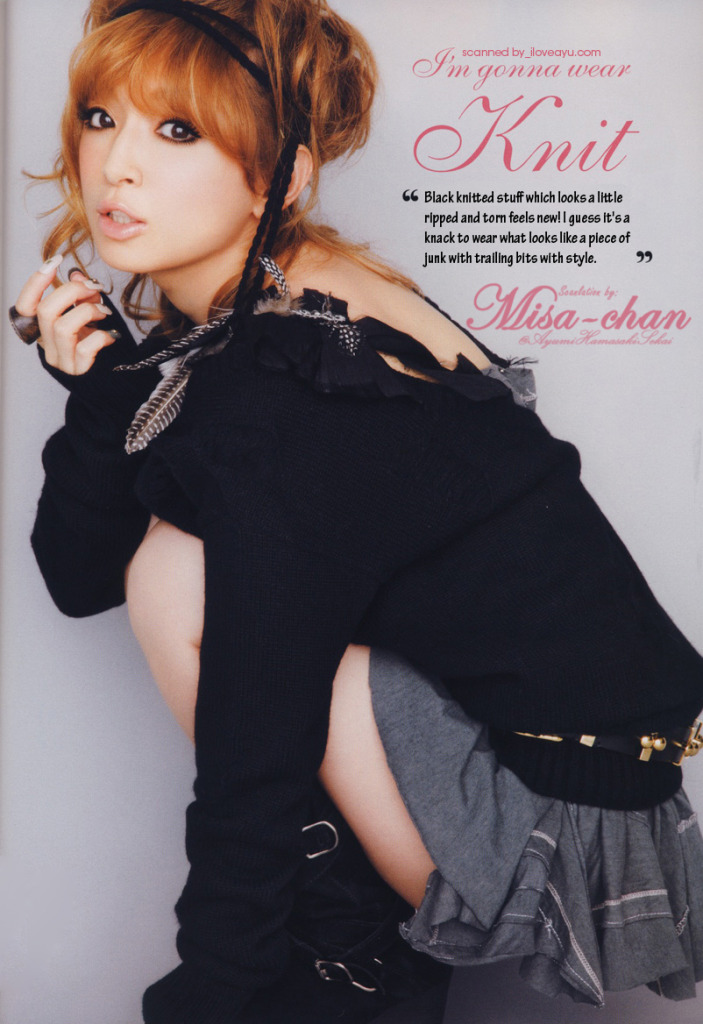 scanned by_iloveayu.com
I'm gonna wear
Knit
“ Black knitted stuff which looks a little
ripped and torn feels new! I guess it's a
knack to wear what looks like a piece of
junk with trailing bits with style. ”
Misa-chan
@AyumiHamasakiSekai